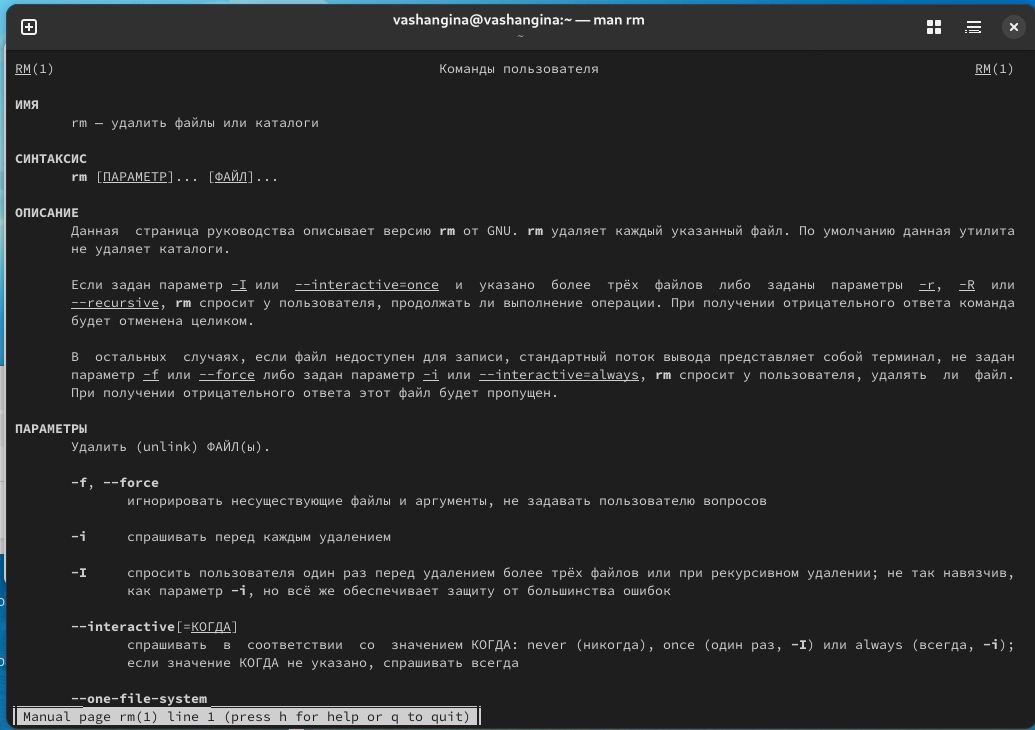 vashangina@vashangina:~ — man rm
~
RM(1) Команды пользователя RM(1)
ИМЯ
rm — удалить файлы или каталоги
СИНТАКСИС
rm [ПАРАМЕТР]... [ФАЙЛ]...
ОПИСАНИЕ
Данная страница руководства описывает версию rm от GNU. rm удаляет каждый указанный файл. По умолчанию данная утилита
не удаляет каталоги.
Если задан параметр -I или --interactive=once и указано более трёх файлов либо заданы параметры -r, -R или
--recursive, rm спросит у пользователя, продолжать ли выполнение операции. При получении отрицательного ответа команда
будет отменена целиком.
В остальных случаях, если файл недоступен для записи, стандартный поток вывода представляет собой терминал, не задан
параметр -f или --force либо задан параметр -i или --interactive=always, rm спросит у пользователя, удалять ли файл.
При получении отрицательного ответа этот файл будет пропущен.
ПАРАМЕТРЫ
Удалить (unlink) ФАЙЛ(ы).
-f, --force
игнорировать несуществующие файлы и аргументы, не задавать пользователю вопросов
-i спрашивать перед каждым удалением
-I спросить пользователя один раз перед удалением более трёх файлов или при рекурсивном удалении; не так навязчив,
как параметр -i, но всё же обеспечивает защиту от большинства ошибок
--interactive[=КОГДА]
спрашивать в соответствии со значением КОГДА: never (никогда), once (один раз, -I) или always (всегда, -i);
если значение КОГДА не указано, спрашивать всегда
--one-file-system
Manual page rm(1) line 1 (press h for help or q to quit)